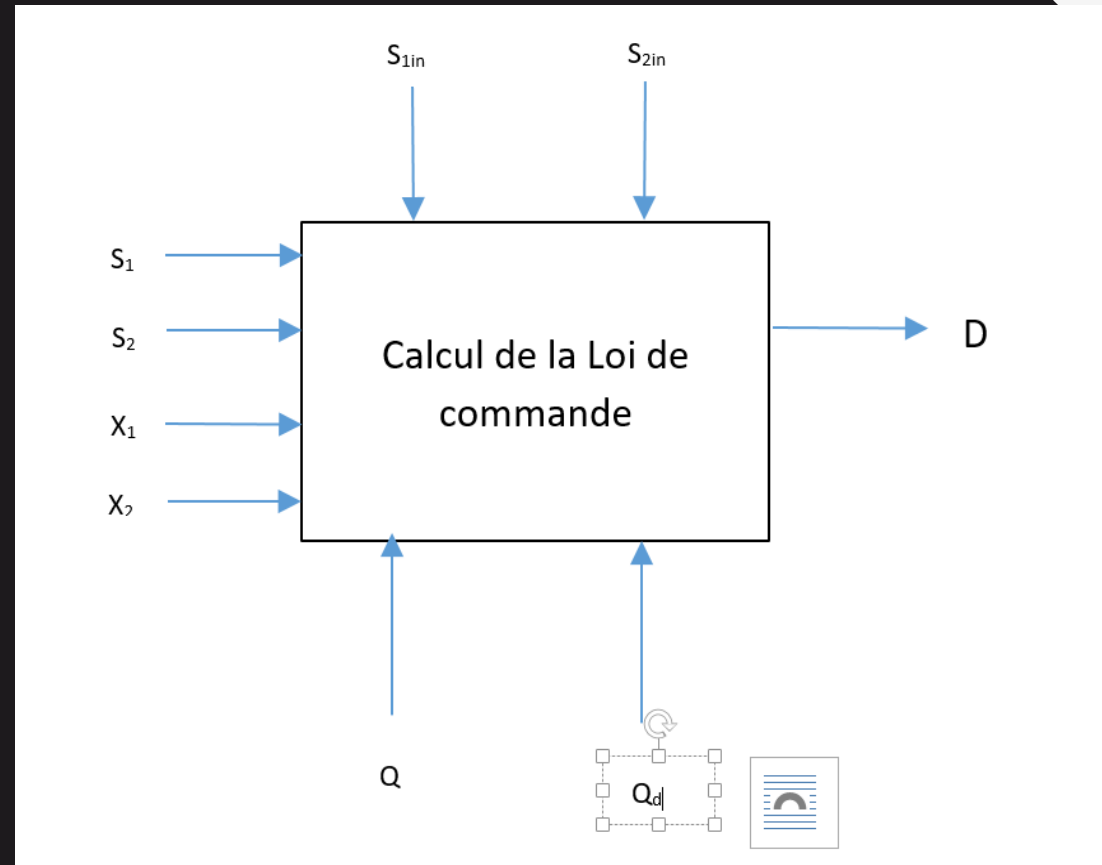 S₁in
S₂in
S₁
S₂
X₁
X₂
Calcul de la Loi de
commande
D
Q
Qd